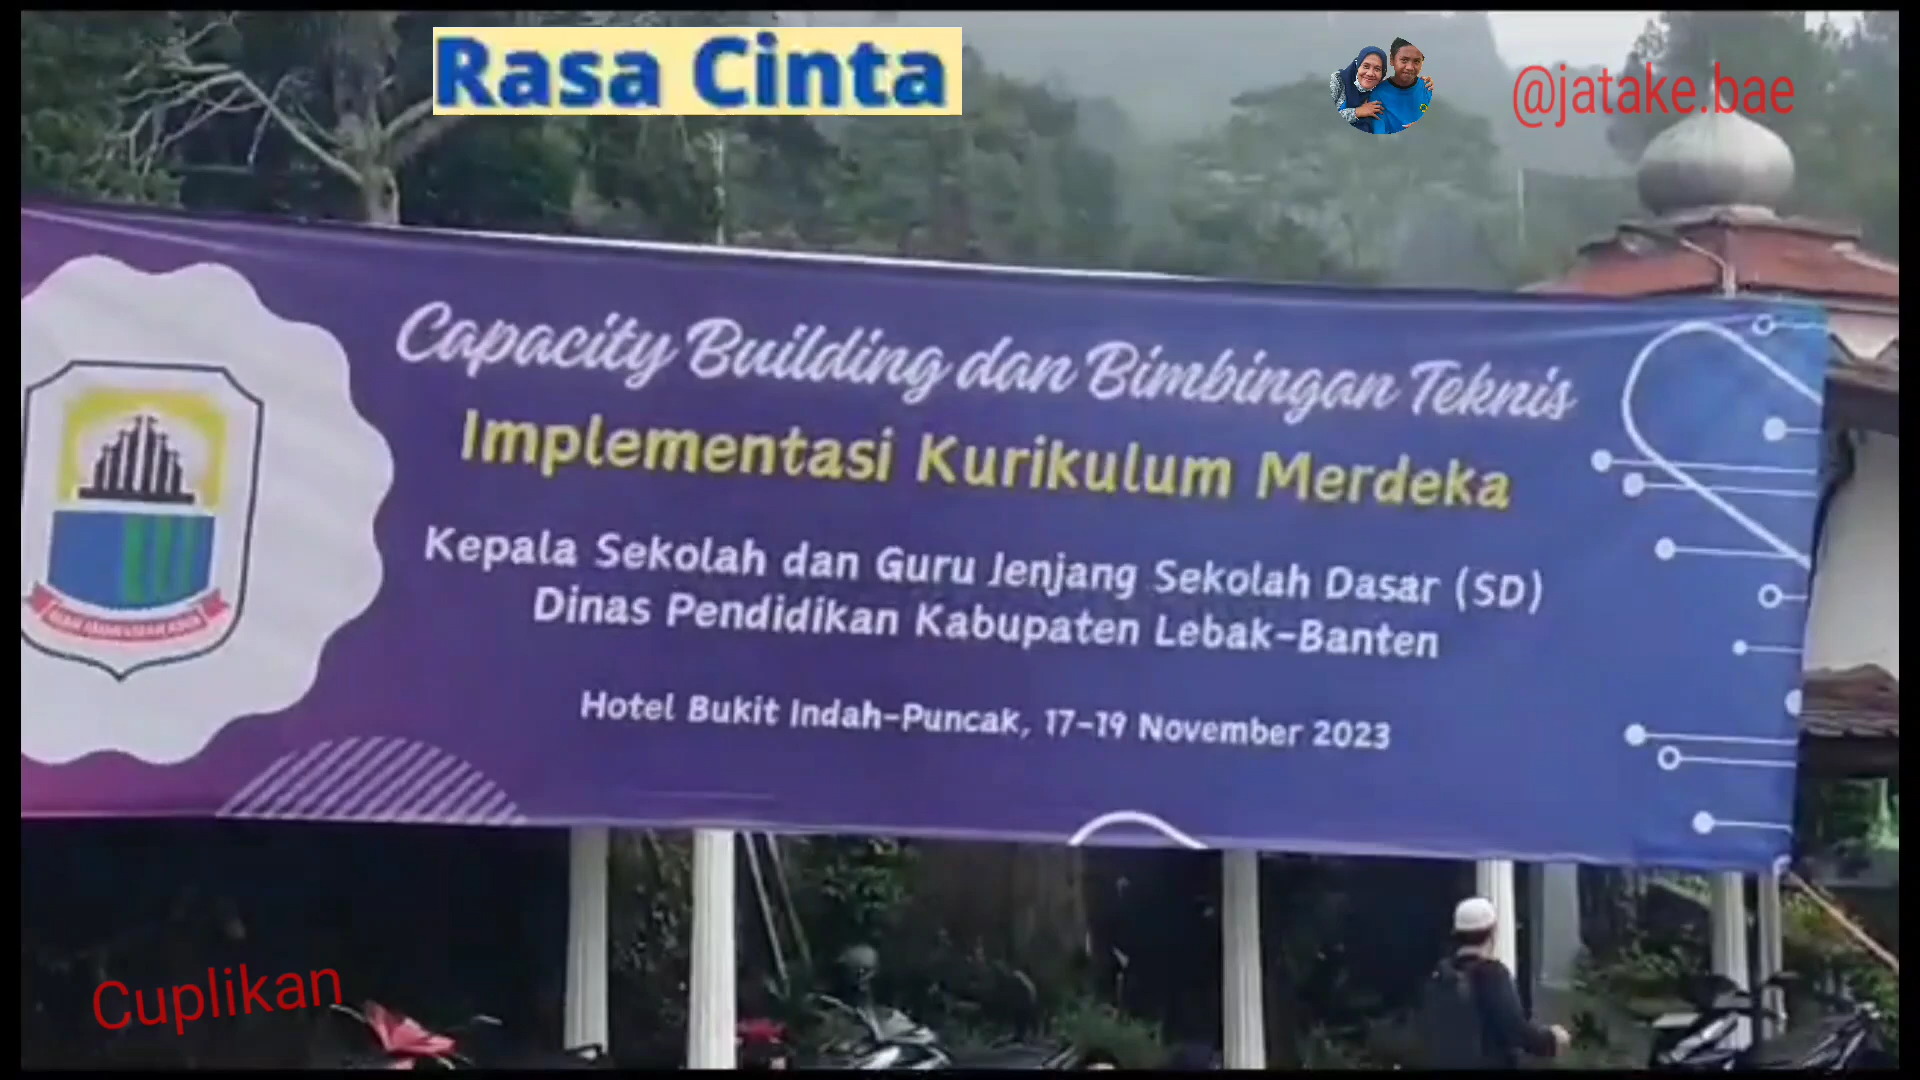 Rasa Cinta
@jatake.bae
Capacity Building dan Bimbingan Teknis
Implementasi Kurikulum Merdeka
Kepala Sekolah dan Guru Jenjang Sekolah Dasar (SD)
Dinas Pendidikan Kabupaten Lebak-Banten
Hotel Bukit Indah-Puncak, 17-19 November 2023
Cuplikan